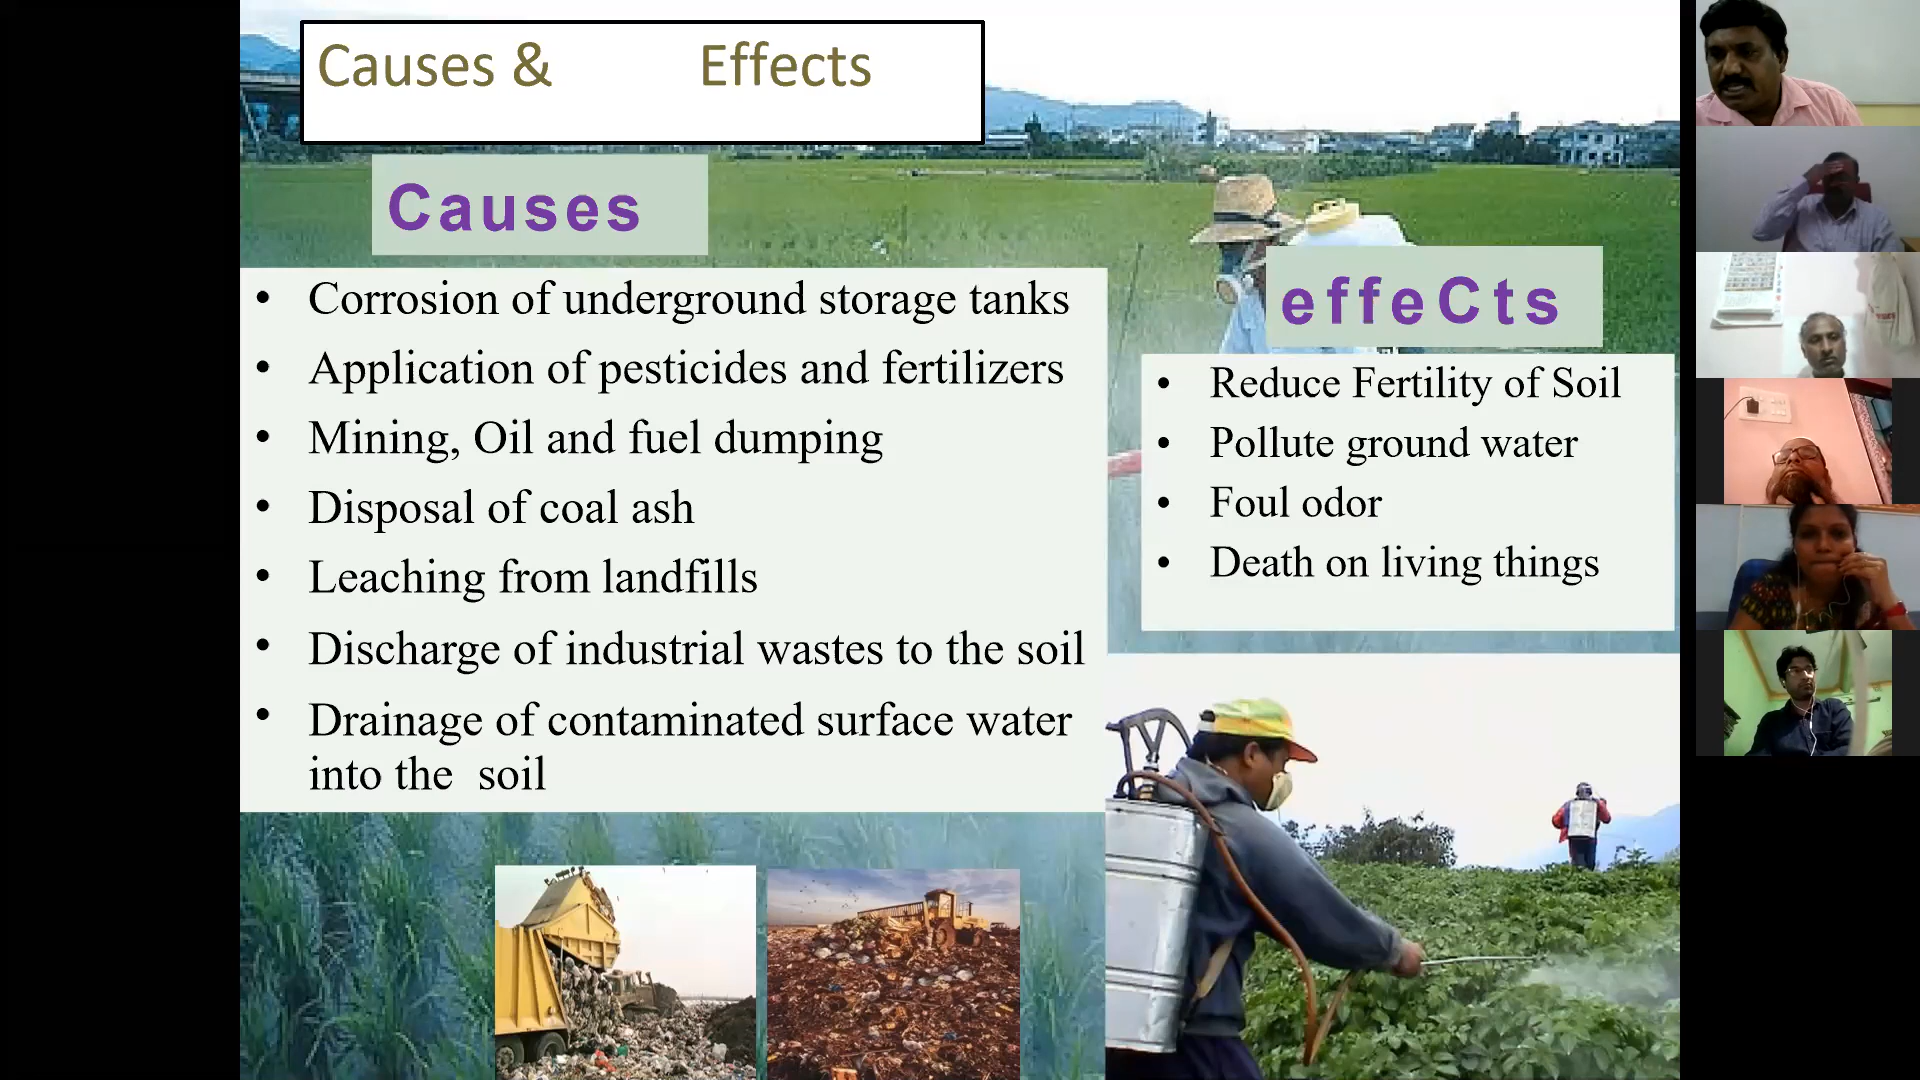 Causes & Effects
Causes
• Corrosion of underground storage tanks
• Application of pesticides and fertilizers
• Mining, Oil and fuel dumping
• Disposal of coal ash
• Leaching from landfills
• Discharge of industrial wastes to the soil
• Drainage of contaminated surface water
into the soil
effeCts
• Reduce Fertility of Soil
• Pollute ground water
• Foul odor
• Death on living things